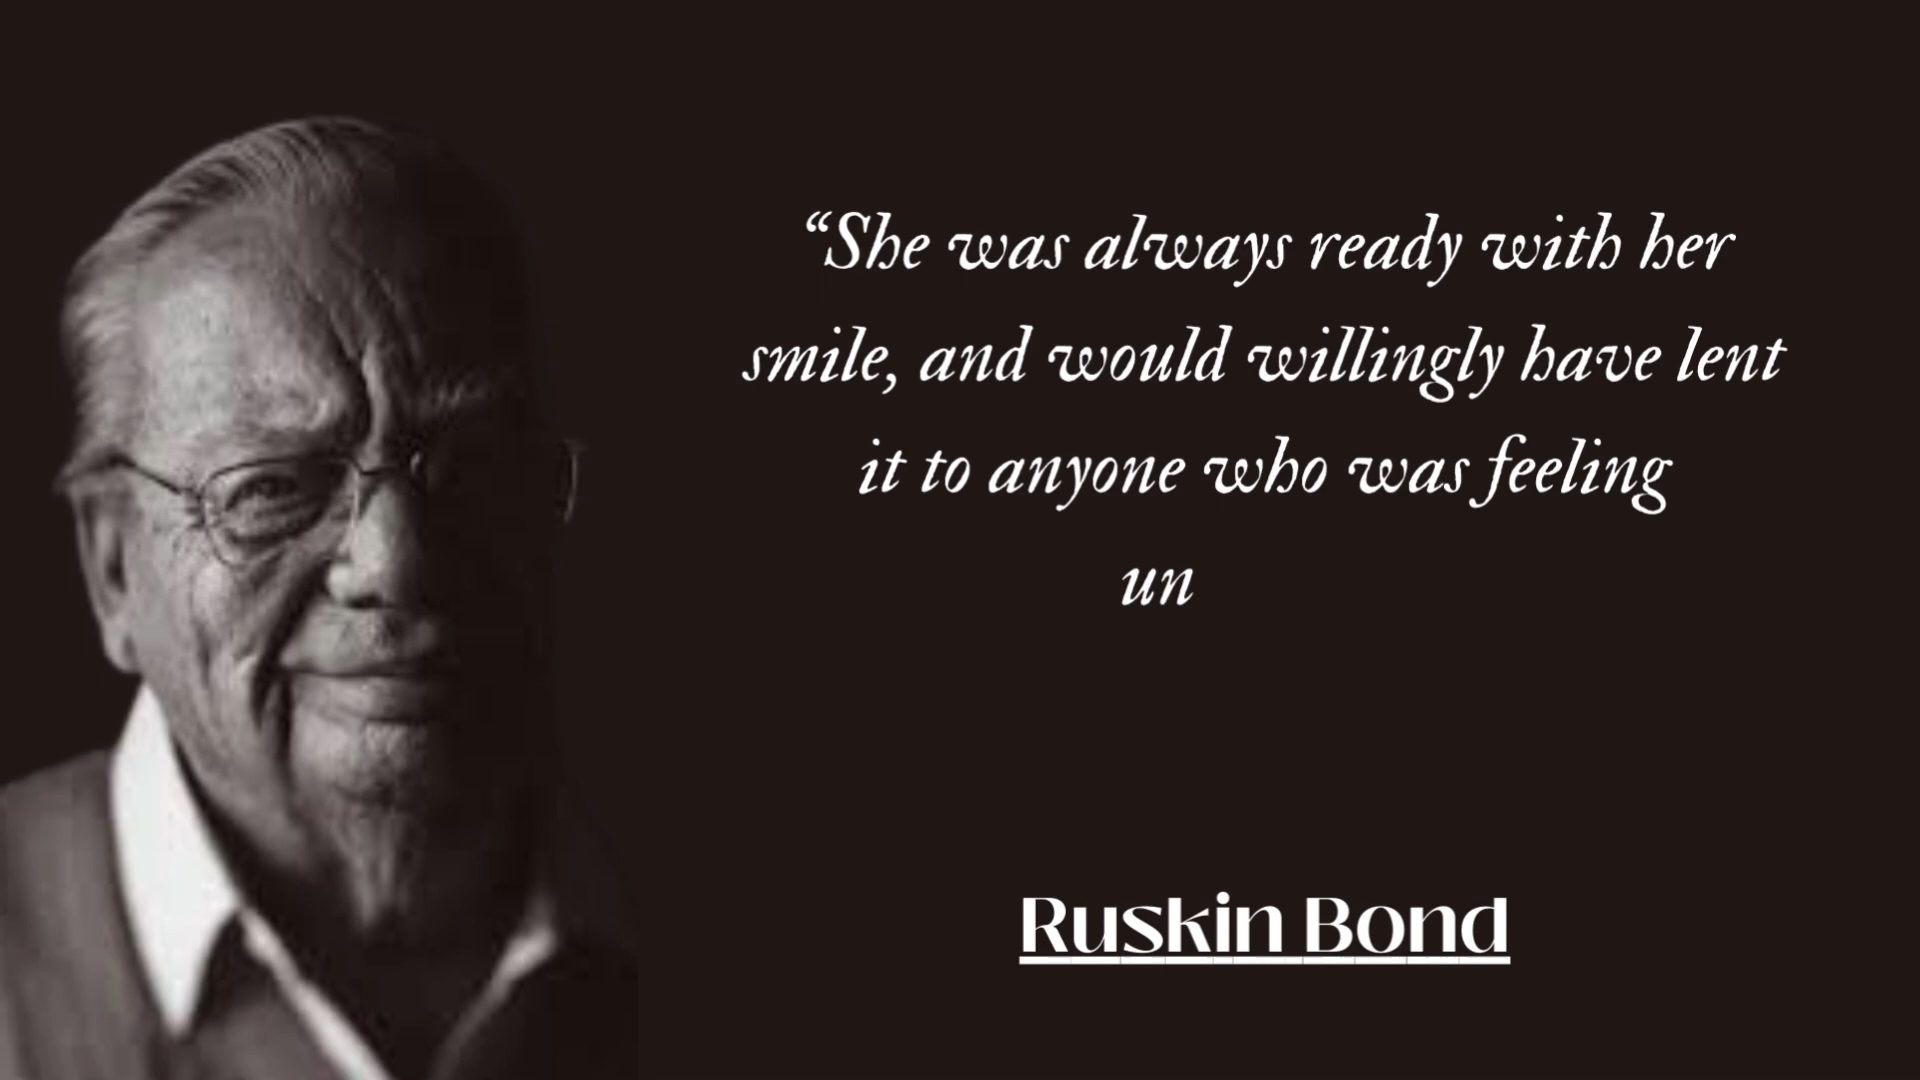 “She was always ready with her
smile, and would willingly have lent
it to anyone who was feeling
un
Ruskin Bond